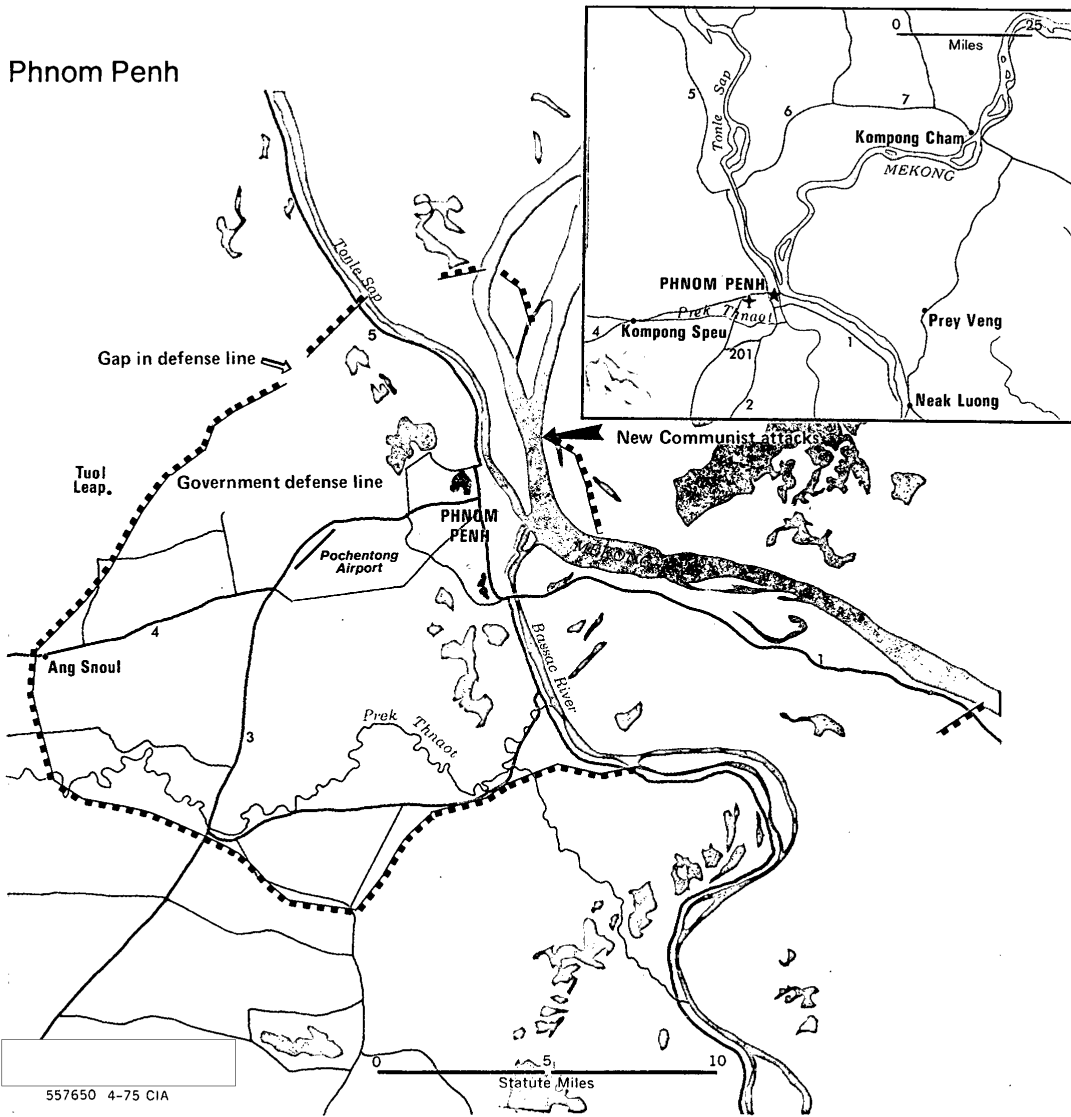 Phnom Penh
0 25
Miles
5
Tonle Sap
6
7
Kompong Cham
MEKONG
PHNOM PENH
Prek Thnaot
4
Kompong Speu
201
2
1
Prey Veng
Neak Luong
Tonle Sap
5
Gap in defense line
New Communist attacks
Tuol
Leap
Government defense line
PHNOM
PENH
Pochentong
Airport
MEKONG
4
Ang Snoul
Bassac River
1
3
Prek Thnaot
0 5 10
Statute Miles
557650 4-75 CIA